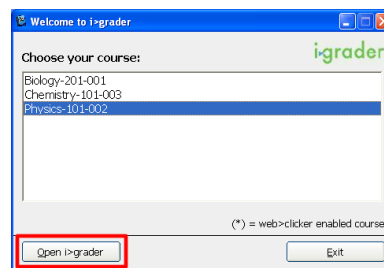 Welcome to i>grader
Choose your course:
i>grader
Biology-201-001
Chemistry-101-003
Physics-101-002
(*) = web>clicker enabled course
Open i>grader
Exit